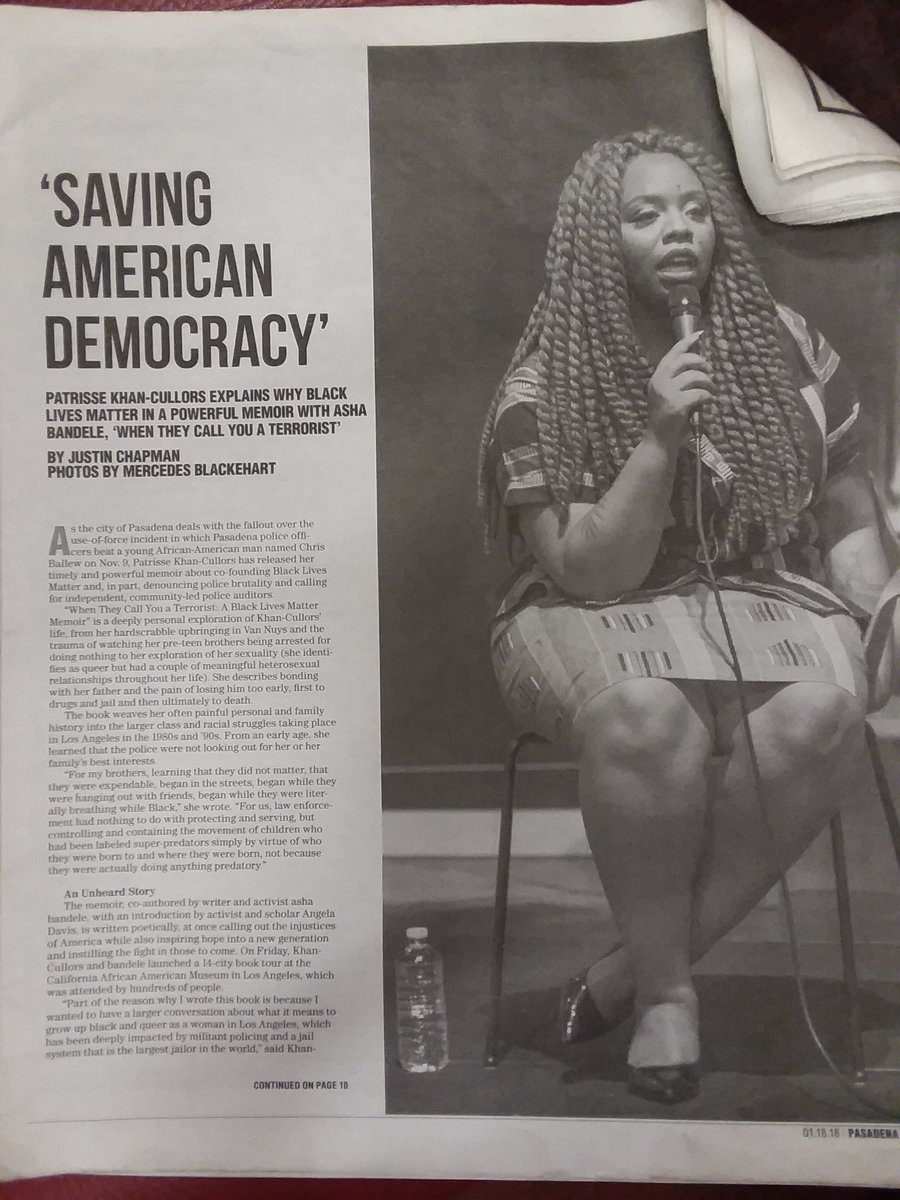 ‘SAVING
AMERICAN
DEMOCRACY’
PATRISSE KHAN-CULLORS EXPLAINS WHY BLACK
LIVES MATTER IN A POWERFUL MEMOIR WITH ASHA
BANDELE, ‘WHEN THEY CALL YOU A TERRORIST’
BY JUSTIN CHAPMAN
PHOTOS BY MERCEDES BLACKEHART
As the city of Pasadena deals with the fallout over the
use-of-force incident in which Pasadena police offi-
cers beat a young African-American man named Chris
Ballew on Nov. 9, Patrisse Khan-Cullors has released her
timely and powerful memoir about co-founding Black Lives
Matter and, in part, denouncing police brutality and calling
for independent, community-led police auditors.
“When They Call You a Terrorist: A Black Lives Matter
Memoir” is a deeply personal exploration of Khan-Cullors’
life, from her hardscrabble upbringing in Van Nuys and the
trauma of watching her pre-teen brothers being arrested for
doing nothing to her exploration of her sexuality (she identi-
fies as queer but had a couple of meaningful heterosexual
relationships throughout her life). She describes bonding
with her father and the pain of losing him too early, first to
drugs and jail and then ultimately to death.
The book weaves her often painful personal and family
history into the larger class and racial struggles taking place
in Los Angeles in the 1980s and ’90s. From an early age, she
learned that the police were not looking out for her or her
family’s best interests.
“For my brothers, learning that they did not matter, that
they were expendable, began in the streets, began while they
were hanging out with friends, began while they were liter-
ally breathing while Black,” she wrote. “For us, law enforce-
ment had nothing to do with protecting and serving, but
controlling and containing the movement of children who
had been labeled super-predators simply by virtue of who
they were born to and where they were born, not because
they were actually doing anything predatory.”
An Unheard Story
The memoir, co-authored by writer and activist asha
bandele, with an introduction by activist and scholar Angela
Davis, is written poetically, at once calling out the injustices
of America while also inspiring hope into a new generation
and instilling the fight in those to come. On Friday, Khan-
Cullors and bandele launched a 14-city book tour at the
California African American Museum in Los Angeles, which
was attended by hundreds of people.
“Part of the reason why I wrote this book is because I
wanted to have a larger conversation about what it means to
grow up black and queer as a woman in Los Angeles, which
has been deeply impacted by militant policing and a jail
system that is the largest jailor in the world,” said Khan-
CONTINUED ON PAGE 10
01.18.18 | PASADENA